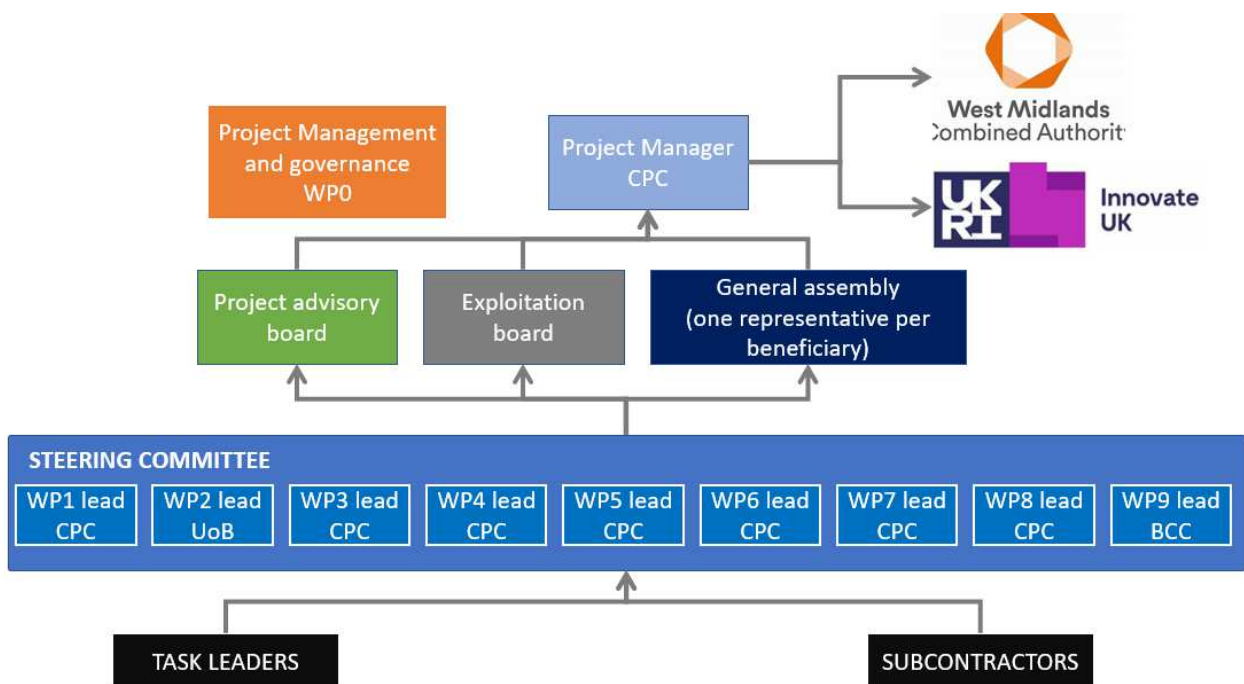 West Midlands
Combined Authorit
Project Management
and governance
WP0
Project Manager
CPC
UK
RI
Innovate
UK
Project advisory
board
Exploitation
board
General assembly
(one representative per
beneficiary)
STEERING COMMITTEE
WP1 lead
CPC
WP2 lead
UoB
WP3 lead
CPC
WP4 lead
CPC
WP5 lead
CPC
WP6 lead
CPC
WP7 lead
CPC
WP8 lead
CPC
WP9 lead
BCC
TASK LEADERS
SUBCONTRACTORS